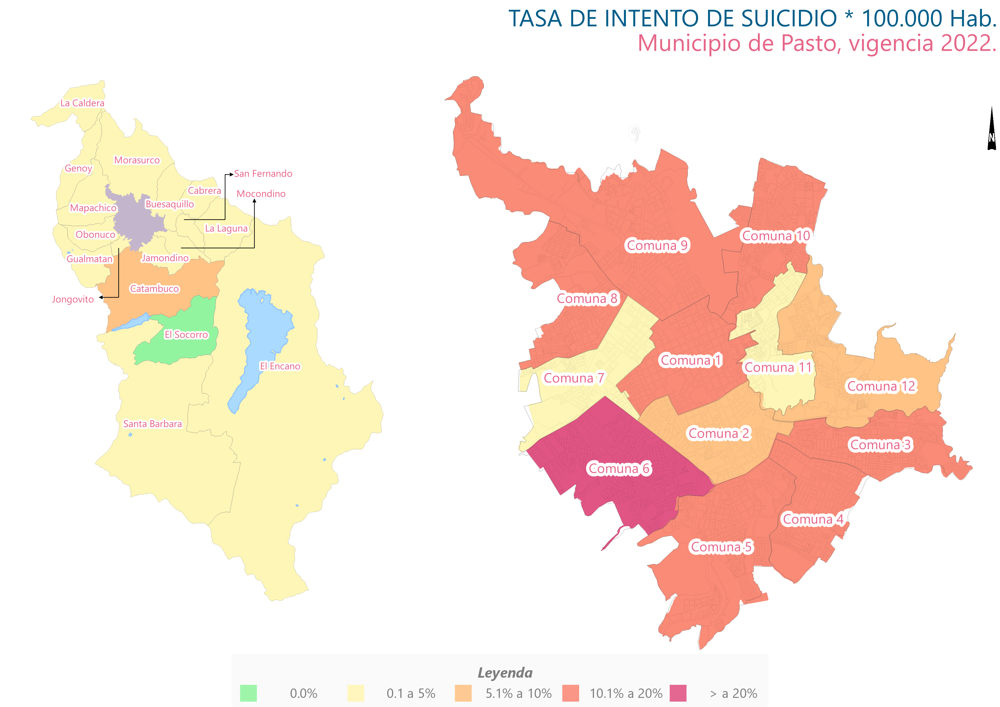 TASA DE INTENTO DE SUICIDIO * 100.000 Hab.
Municipio de Pasto, vigencia 2022.
La Caldera
Morasurco
Genoy
San Fernando
Cabrera
Mocondino
Buesaquillo
Mapachico
La Laguna
Obonuco
Gualmatan
Jamondino
Catambuco
Jongovito
El Socorro
El Encano
Santa Barbara
N
Comuna 10
Comuna 9
Comuna 8
Comuna 1
Comuna 11
Comuna 7
Comuna 12
Comuna 2
Comuna 3
Comuna 6
Comuna 4
Comuna 5
Leyenda
0.0% 0.1 a 5% 5.1% a 10% 10.1% a 20% > a 20%